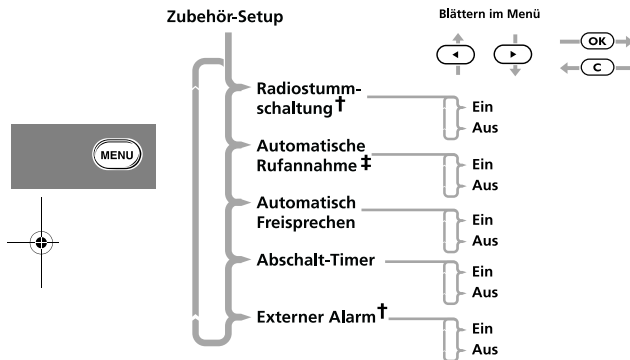 Zubehör-Setup
Blättern im Menü
OK
C
MENU
Radiostumm-
schaltung†
Ein
Aus
Automatische
Rufannahme‡
Ein
Aus
Automatisch
Freisprechen
Ein
Aus
Abschalt-Timer
Ein
Aus
Externer Alarm†
Ein
Aus